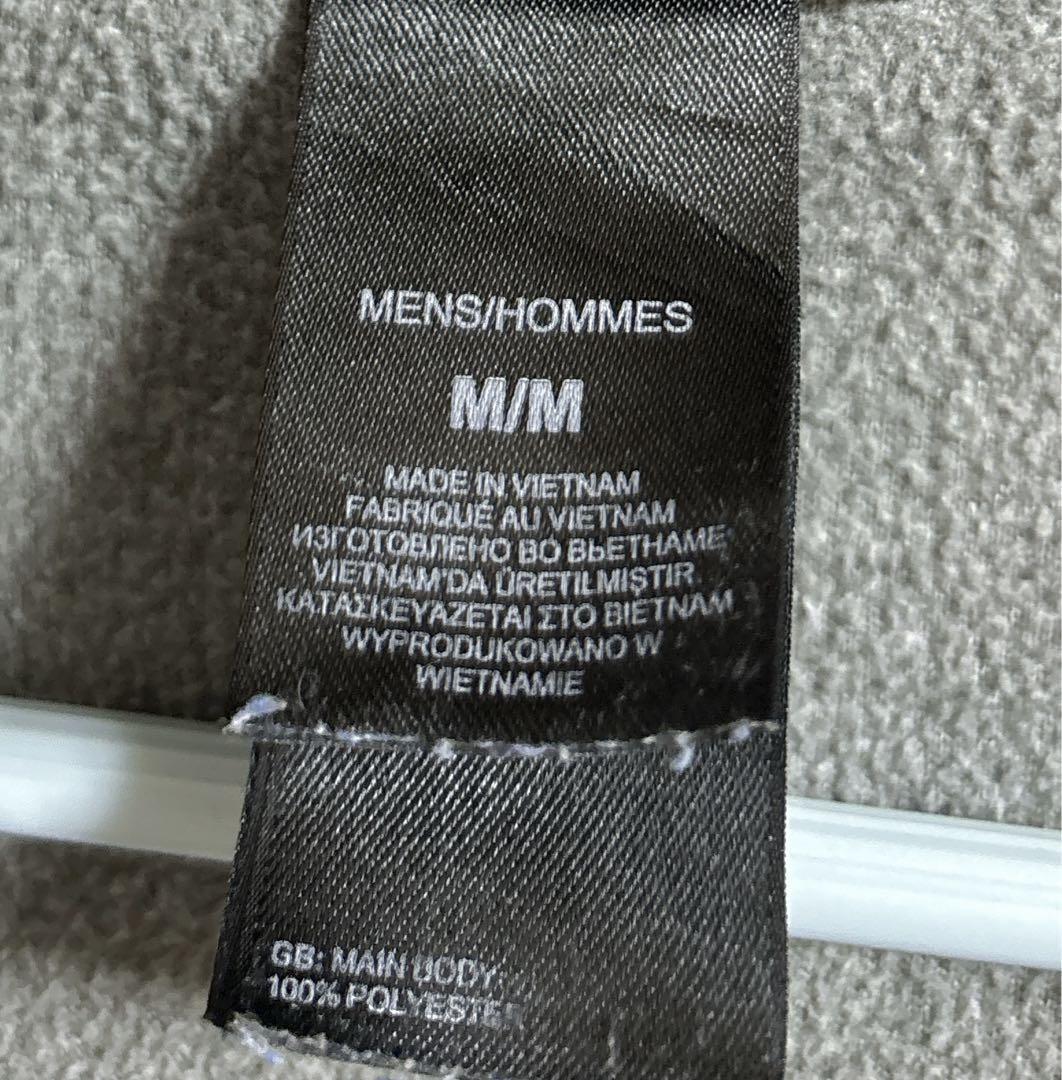 MENS/HOMMES
M/M
MADE IN VIETNAM
FABRIQUÉ AU VIETNAM
ИЗГОТОВЛЕНО ВО ВЬЕТНАМЕ
VIETNAM'DA ÜRETILMIŞTIR
ΚΑΤΑΣΚΕΥΑΖΕΤΑΙ ΣΤΟ ΒΙΕΤΝΑΜ
WYPRODUKOWANO W
WIETNAMIE
GB: MAIN BODY:
100% POLYESTER